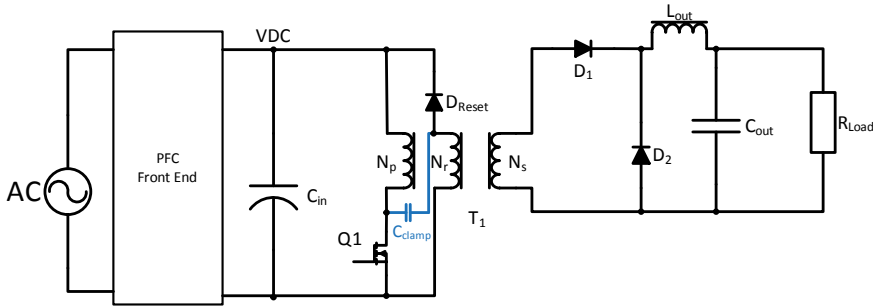 AC
PFC
Front End
VDC
Cin
Np
Q1
Cclamp
DReset
Nr
Ns
T1
D1
D2
Lout
Cout
RLoad